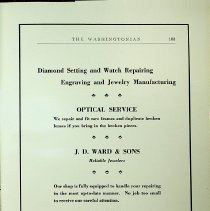 THE WASHINGTONIAN
Diamond Setting and Watch Repairing
Engraving and Jewelry Manufacturing
OPTICAL SERVICE
We repair and fit new frames and duplicate broken
lenses if you bring in the broken pieces.
J. D. WARD & SONS
Reliable Jewelers
Our shop is fully equipped to handle your repairing
in the most up-to-date manner. No job too small
to receive our careful attention.